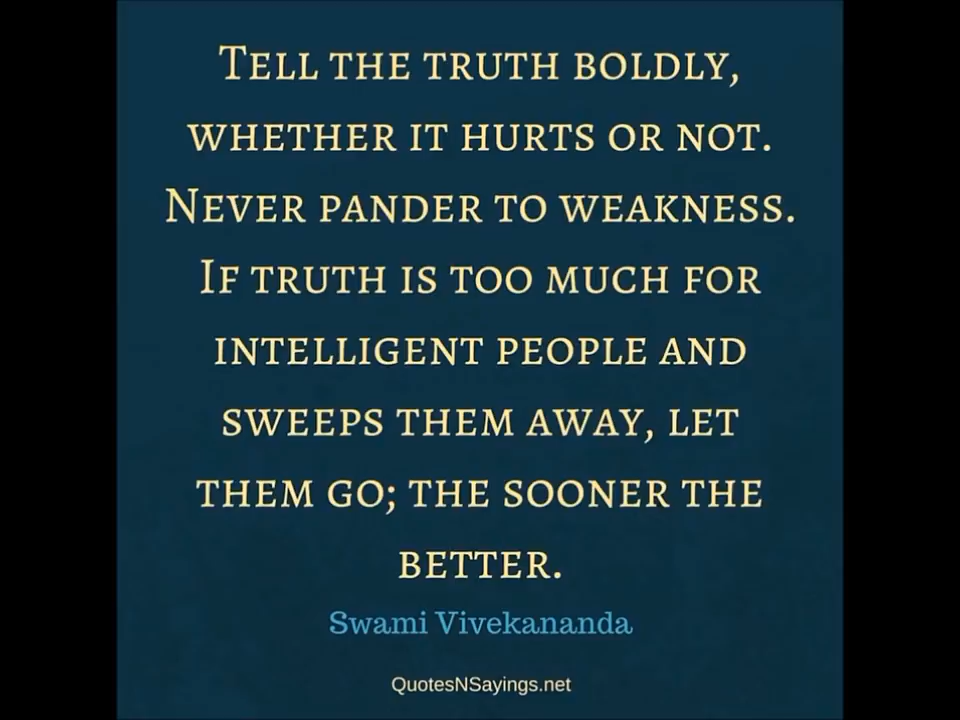 Tell the truth boldly,
whether it hurts or not.
Never pander to weakness.
If truth is too much for
intelligent people and
sweeps them away, let
them go; the sooner the
better.
Swami Vivekananda
QuotesNSayings.net